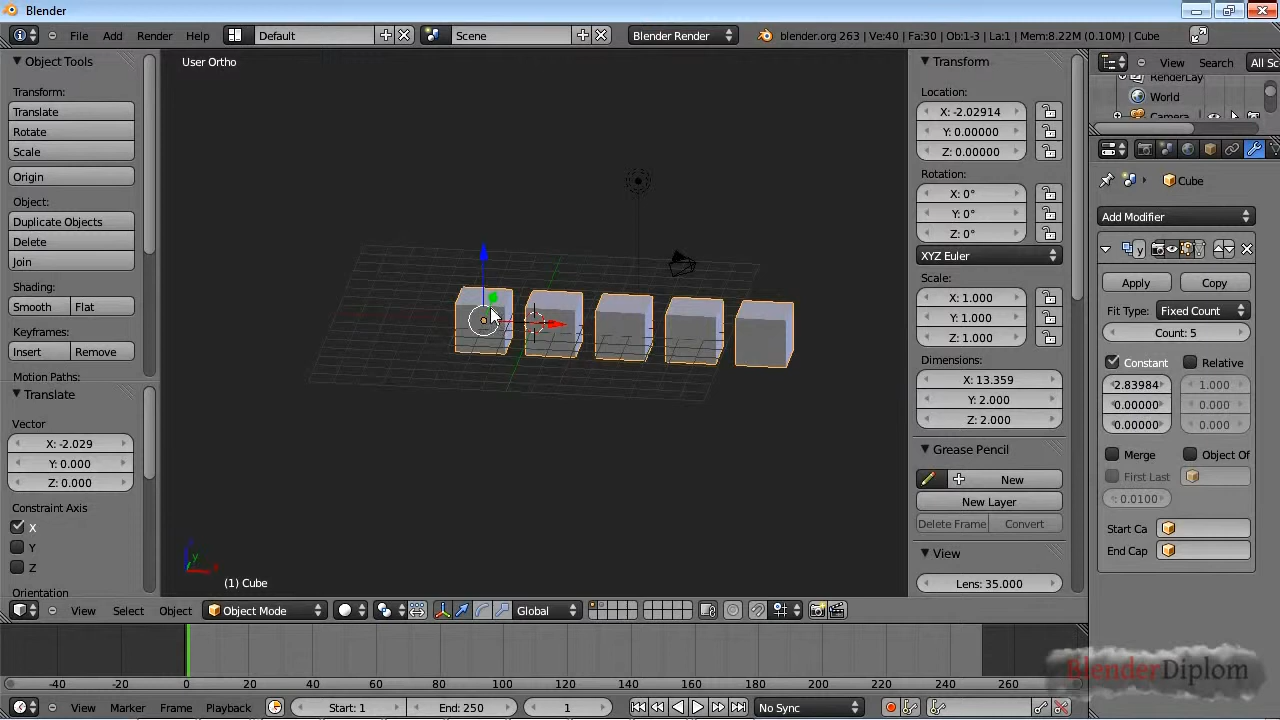 Blender
File Add Render Help Default Scene Blender Render blender.org 263 | Ve:40 | Fa:30 | Ob:1-3 | La:1 | Mem:8.22M (0.10M) | Cube
Object Tools
Transform:
Translate
Rotate
Scale
Origin
Object:
Duplicate Objects
Delete
Join
Shading:
Smooth Flat
Keyframes:
Insert Remove
Motion Paths:
Translate
Vector
X: -2.029
Y: 0.000
Z: 0.000
Constraint Axis
X
Y
Z
Orientation
User Ortho
z
y
x
(1) Cube
Transform
Location:
X: -2.02914
Y: 0.00000
Z: 0.00000
Rotation:
X: 0°
Y: 0°
Z: 0°
XYZ Euler
Scale:
X: 1.000
Y: 1.000
Z: 1.000
Dimensions:
X: 13.359
Y: 2.000
Z: 2.000
Grease Pencil
New
New Layer
Delete Frame Convert
View
Lens: 35.000
View Search All Sc
RenderLay
World
Camera
Cube
Add Modifier
y
Apply Copy
Fit Type: Fixed Count
Count: 5
Constant Relative
2.83984 1.000
0.00000 0.000
0.00000 0.000
Merge Object Of
First Last
: 0.0100
Start Ca
End Cap
View Select Object Object Mode Global
-40 -20 0 20 40 60 80 100 120 140 160 180 200 220 240 260
View Marker Frame Playback Start: 1 End: 250 1 No Sync
BlenderDiplom